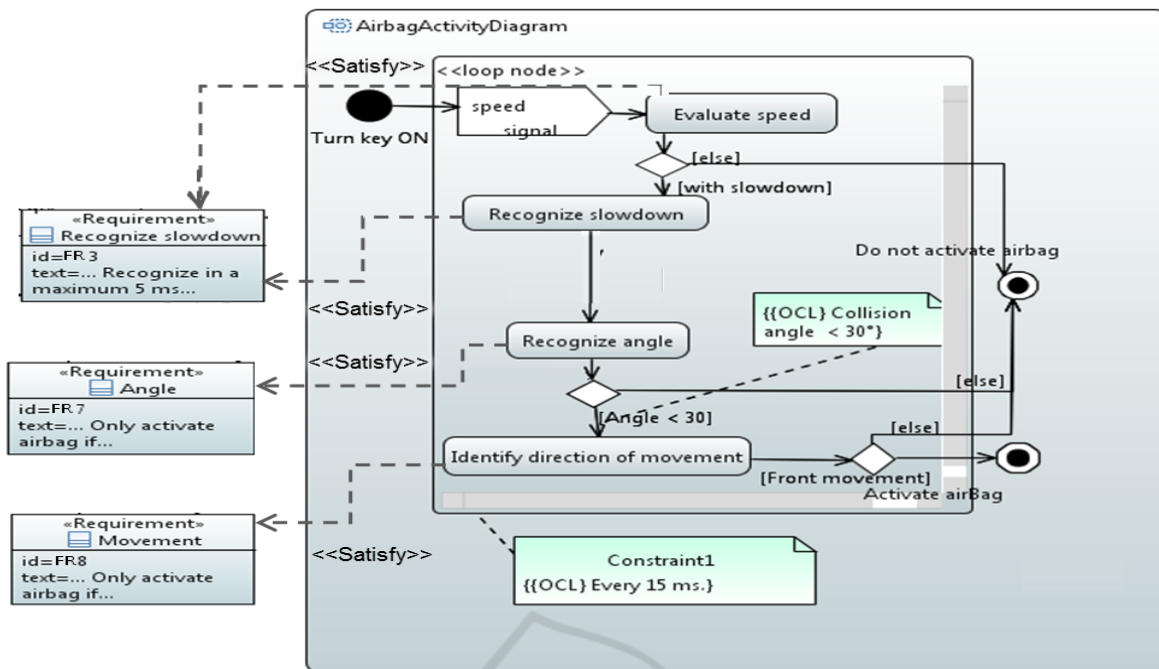 AirbagActivityDiagram
<<Satisfy>>
<<loop node>>
speed
signal
Evaluate speed
Turn key ON
[else]
[with slowdown]
«Requirement»
Recognize slowdown
id=FR3
text=... Recognize in a
maximum 5 ms...
Recognize slowdown
Do not activate airbag
<<Satisfy>>
{{OCL} Collision
angle < 30°}
Recognize angle
<<Satisfy>>
«Requirement»
Angle
id=FR7
text=... Only activate
airbag if...
[else]
[Angle < 30]
[else]
Identify direction of movement
[Front movement]
Activate airBag
«Requirement»
Movement
id=FR8
text=... Only activate
airbag if...
<<Satisfy>>
Constraint1
{{OCL} Every 15 ms.}